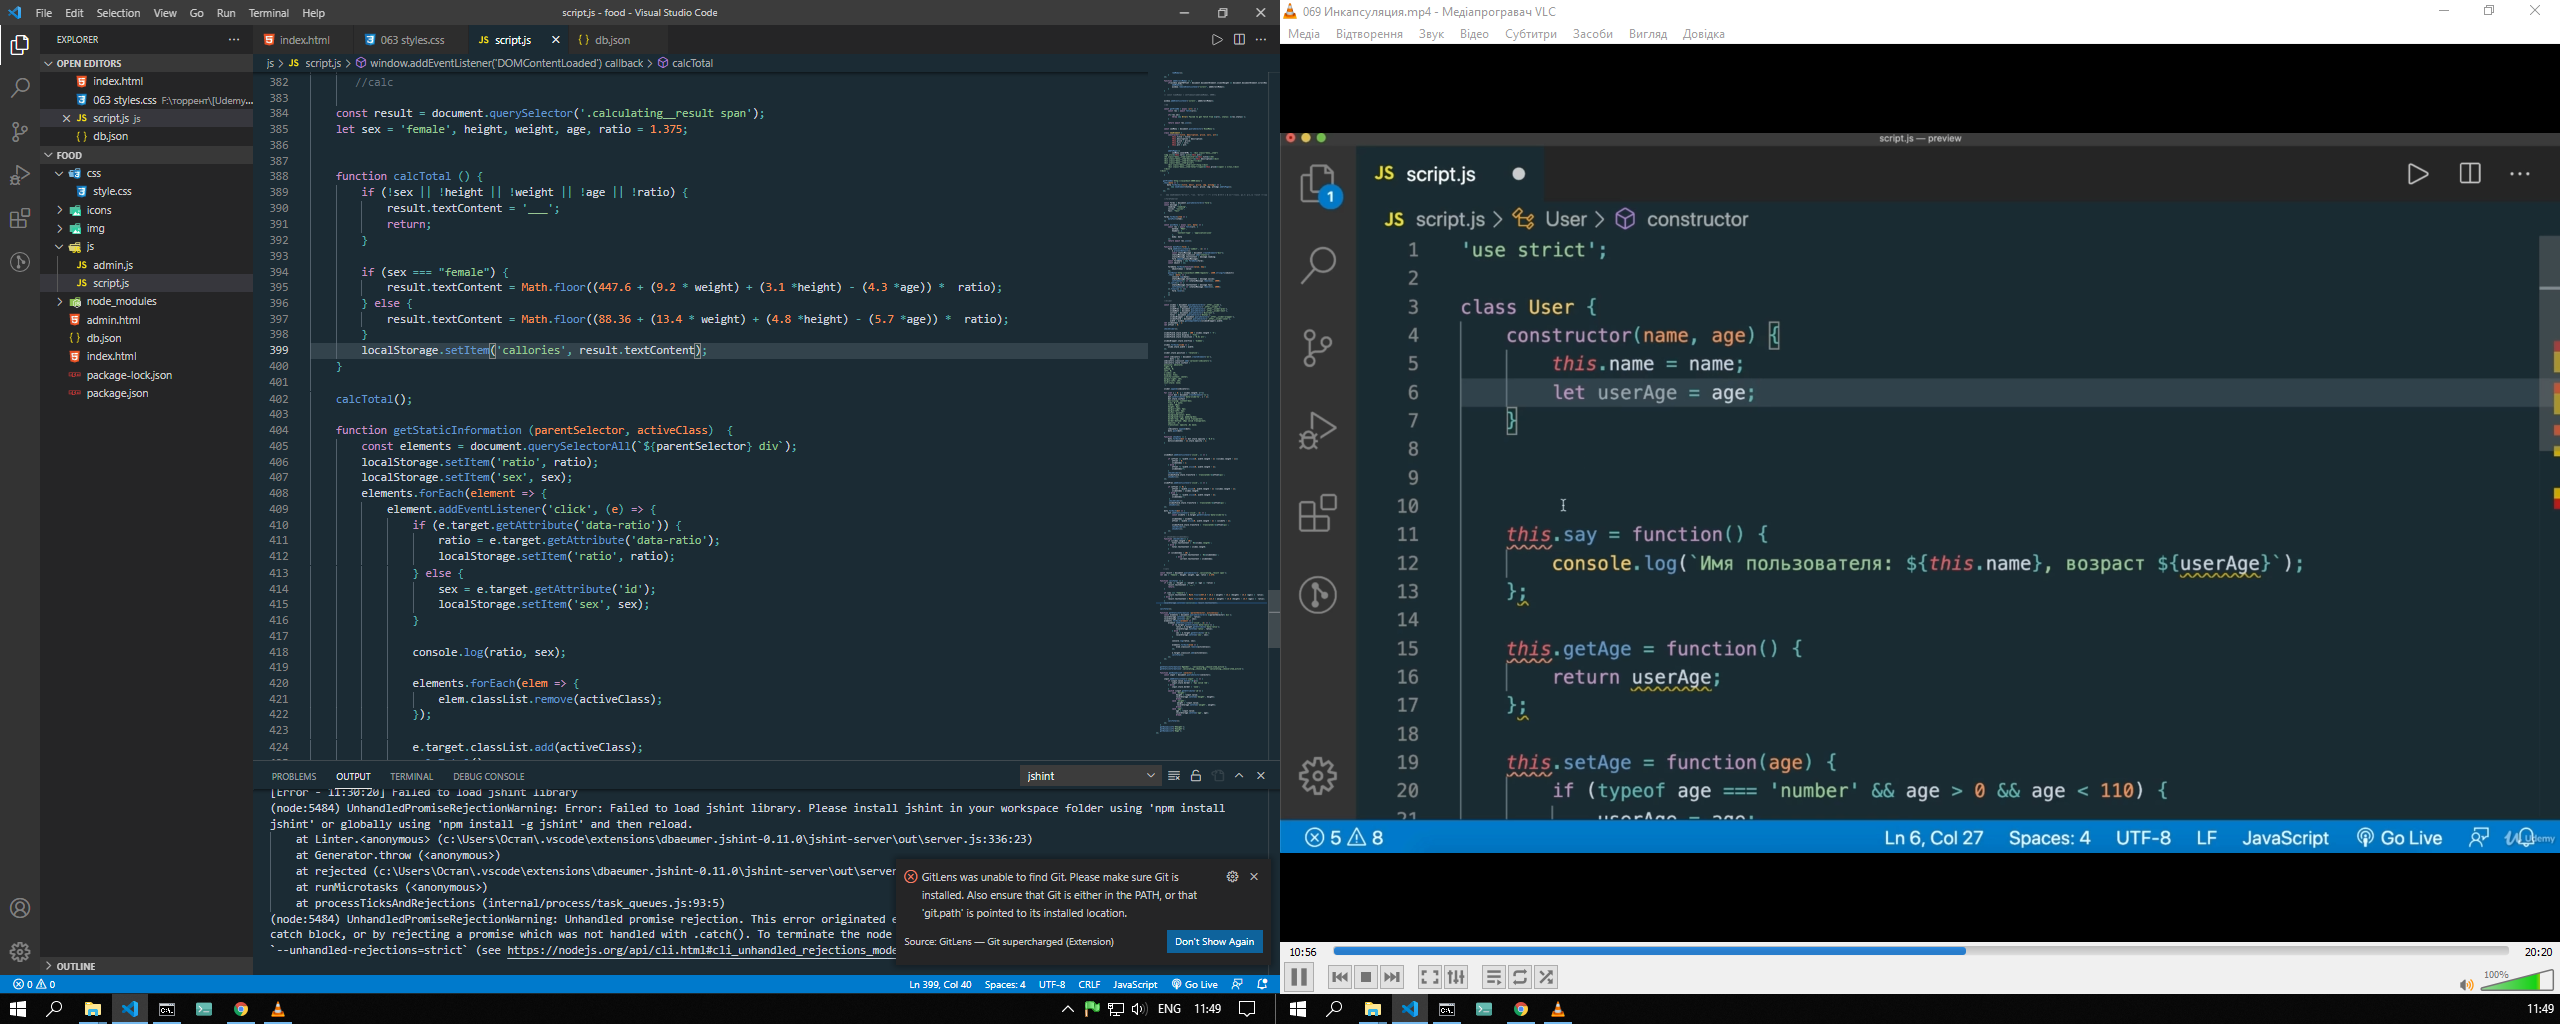 File Edit Selection View Go Run Terminal Help
script.js - food - Visual Studio Code
EXPLORER
OPEN EDITORS
index.html
063 styles.css F:\торрент\[Udemy...
script.js js
db.json
FOOD
css
style.css
icons
img
js
admin.js
script.js
node_modules
admin.html
db.json
index.html
package-lock.json
package.json
OUTLINE
index.html 063 styles.css script.js db.json
js > script.js > window.addEventListener('DOMContentLoaded') callback > calcTotal
382 //calc
383
384 const result = document.querySelector('.calculating__result span');
385 let sex = 'female', height, weight, age, ratio = 1.375;
386
387
388 function calcTotal () {
389 if (!sex || !height || !weight || !age || !ratio) {
390 result.textContent = '___';
391 return;
392 }
393
394 if (sex === "female") {
395 result.textContent = Math.floor((447.6 + (9.2 * weight) + (3.1 *height) - (4.3 *age)) * ratio);
396 } else {
397 result.textContent = Math.floor((88.36 + (13.4 * weight) + (4.8 *height) - (5.7 *age)) * ratio);
398 }
399 localStorage.setItem('callories', result.textContent);
400 }
401
402 calcTotal();
403
404 function getStaticInformation (parentSelector, activeClass) {
405 const elements = document.querySelectorAll(`${parentSelector} div`);
406 localStorage.setItem('ratio', ratio);
407 localStorage.setItem('sex', sex);
408 elements.forEach(element => {
409 element.addEventListener('click', (e) => {
410 if (e.target.getAttribute('data-ratio')) {
411 ratio = e.target.getAttribute('data-ratio');
412 localStorage.setItem('ratio', ratio);
413 } else {
414 sex = e.target.getAttribute('id');
415 localStorage.setItem('sex', sex);
416 }
417
418 console.log(ratio, sex);
419
420 elements.forEach(elem => {
421 elem.classList.remove(activeClass);
422 });
423
424 e.target.classList.add(activeClass);
PROBLEMS OUTPUT TERMINAL DEBUG CONSOLE
jshint
[Error - 11:30:20] Failed to load jshint library
(node:5484) UnhandledPromiseRejectionWarning: Error: Failed to load jshint library. Please install jshint in your workspace folder using 'npm install
jshint' or globally using 'npm install -g jshint' and then reload.
at Linter.<anonymous> (c:\Users\Остап\.vscode\extensions\dbaeumer.jshint-0.11.0\jshint-server\out\server.js:336:23)
at Generator.throw (<anonymous>)
at rejected (c:\Users\Остап\.vscode\extensions\dbaeumer.jshint-0.11.0\jshint-server\out\server
at runMicrotasks (<anonymous>)
at processTicksAndRejections (internal/process/task_queues.js:93:5)
(node:5484) UnhandledPromiseRejectionWarning: Unhandled promise rejection. This error originated e
catch block, or by rejecting a promise which was not handled with .catch(). To terminate the node
`--unhandled-rejections=strict` (see https://nodejs.org/api/cli.html#cli_unhandled_rejections_mode
GitLens was unable to find Git. Please make sure Git is
installed. Also ensure that Git is either in the PATH, or that
'git.path' is pointed to its installed location.
Source: GitLens — Git supercharged (Extension)
Don't Show Again
0 0
Ln 399, Col 40 Spaces: 4 UTF-8 CRLF JavaScript Go Live
ENG 11:49
069 Инкапсуляция.mp4 - Медіапрогравач VLC
Медіа Відтворення Звук Відео Субтитри Засоби Вигляд Довідка
script.js — preview
JS script.js
1
JS script.js > User > constructor
1 'use strict';
2
3 class User {
4 constructor(name, age) {
5 this.name = name;
6 let userAge = age;
7 }
8
9
10
11 this.say = function() {
12 console.log(`Имя пользователя: ${this.name}, возраст ${userAge}`);
13 };
14
15 this.getAge = function() {
16 return userAge;
17 };
18
19 this.setAge = function(age) {
20 if (typeof age === 'number' && age > 0 && age < 110) {
21 userAge = age;
5 8
Ln 6, Col 27 Spaces: 4 UTF-8 LF JavaScript Go Live
Udemy
10:56
20:20
100%
11:49